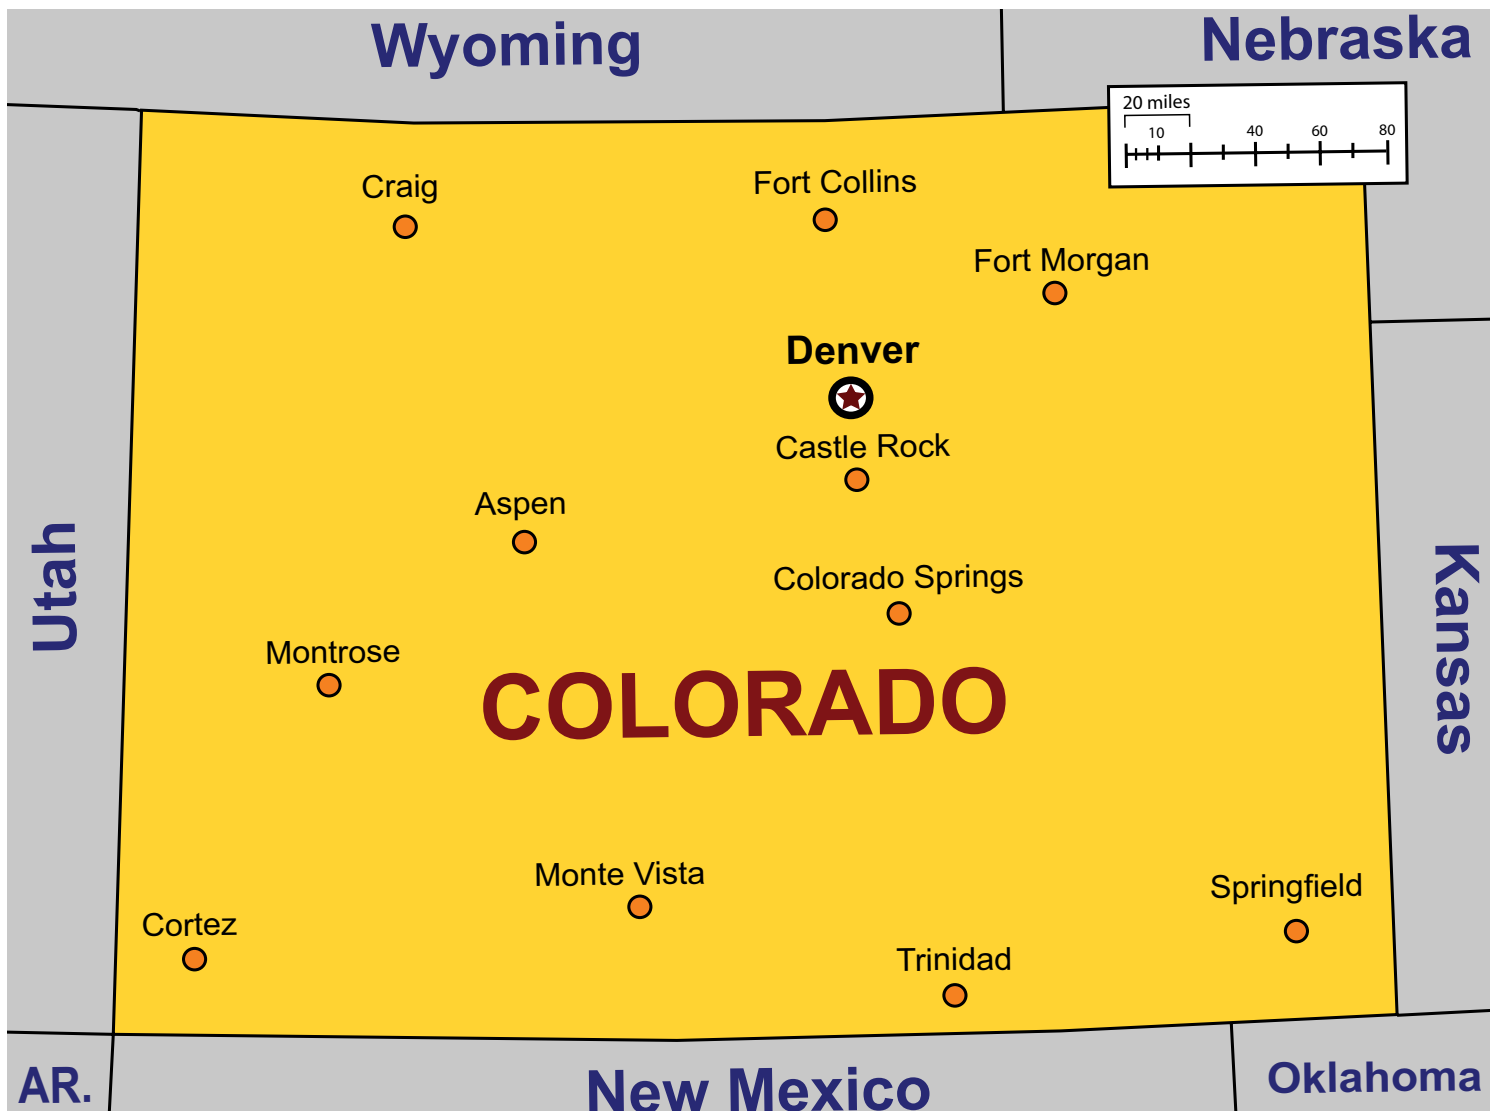 Wyoming
Nebraska
20 miles
10
40
60
80
Craig
Fort Collins
Fort Morgan
Denver
Castle Rock
Aspen
Colorado Springs
Utah
Kansas
Montrose
COLORADO
Monte Vista
Springfield
Cortez
Trinidad
AR.
New Mexico
Oklahoma